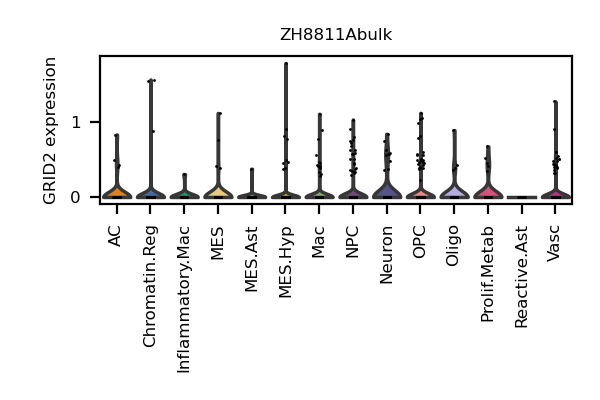 ZH8811Abulk
GRID2 expression
1
0
AC
Chromatin.Reg
Inflammatory.Mac
MES
MES.Ast
MES.Hyp
Mac
NPC
Neuron
OPC
Oligo
Prolif.Metab
Reactive.Ast
Vasc